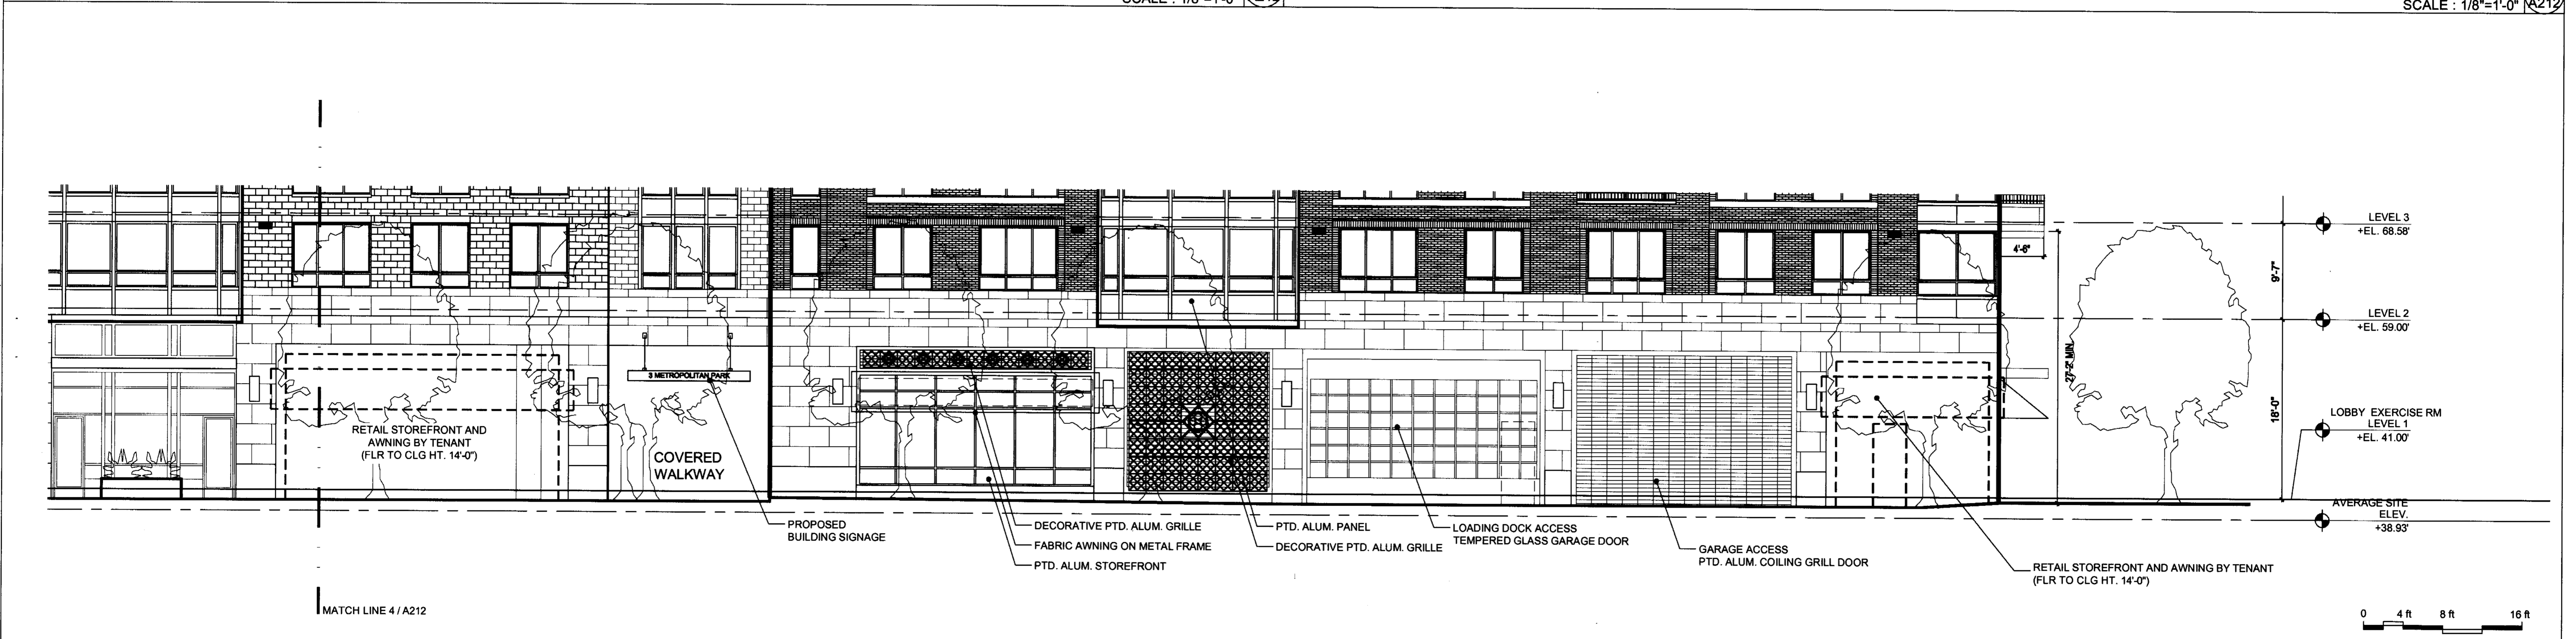 SCALE : 1/8"=1'-0"
SCALE : 1/8"=1'-0" A212
LEVEL 3
+EL. 68.58'
4'-6"
9'-7"
LEVEL 2
+EL. 59.00'
27'-2" MIN.
18'-0"
3 METROPOLITAN PARK
LOBBY EXERCISE RM
LEVEL 1
+EL. 41.00'
RETAIL STOREFRONT AND
AWNING BY TENANT
(FLR TO CLG HT. 14'-0")
COVERED
WALKWAY
AVERAGE SITE
ELEV.
+38.93'
PROPOSED
BUILDING SIGNAGE
DECORATIVE PTD. ALUM. GRILLE
FABRIC AWNING ON METAL FRAME
PTD. ALUM. STOREFRONT
PTD. ALUM. PANEL
DECORATIVE PTD. ALUM. GRILLE
LOADING DOCK ACCESS
TEMPERED GLASS GARAGE DOOR
GARAGE ACCESS
PTD. ALUM. COILING GRILL DOOR
RETAIL STOREFRONT AND AWNING BY TENANT
(FLR TO CLG HT. 14'-0")
MATCH LINE 4 / A212
0 4 ft 8 ft 16 ft